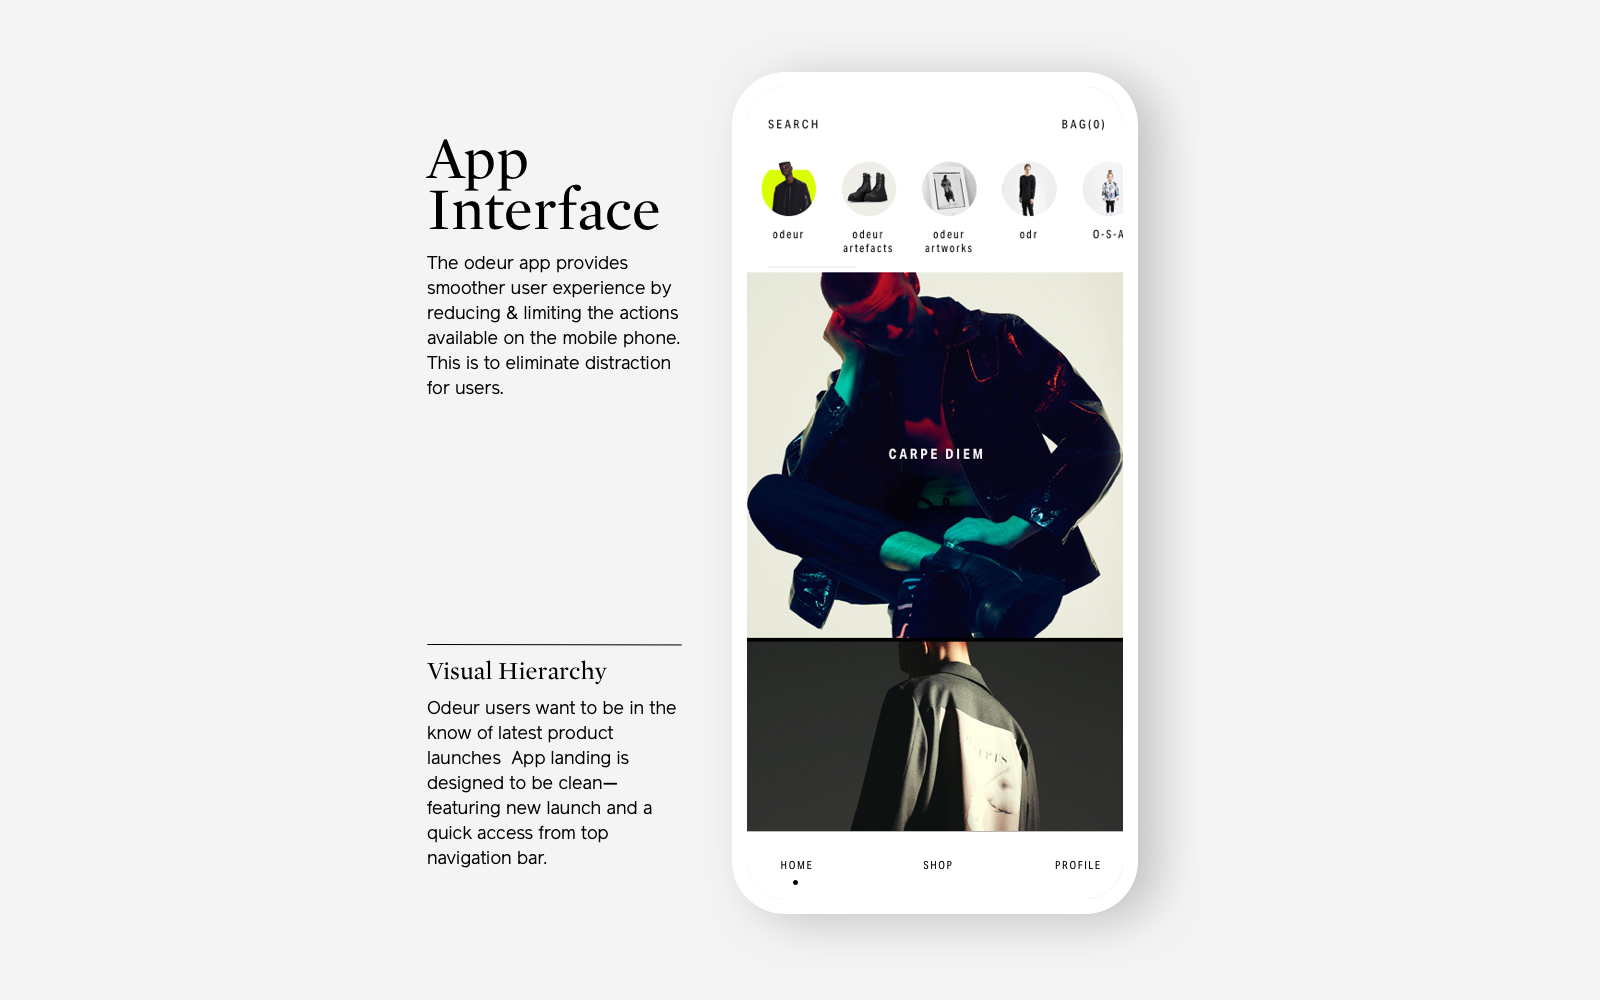 App
Interface
The odeur app provides
smoother user experience by
reducing & limiting the actions
available on the mobile phone.
This is to eliminate distraction
for users.
Visual Hierarchy
Odeur users want to be in the
know of latest product
launches  App landing is
designed to be clean—
featuring new launch and a
quick access from top
navigation bar.
SEARCH
BAG(0)
odeur
odeur
artefacts
odeur
artworks
odr
O-S-A
CARPE DIEM
HOME
SHOP
PROFILE